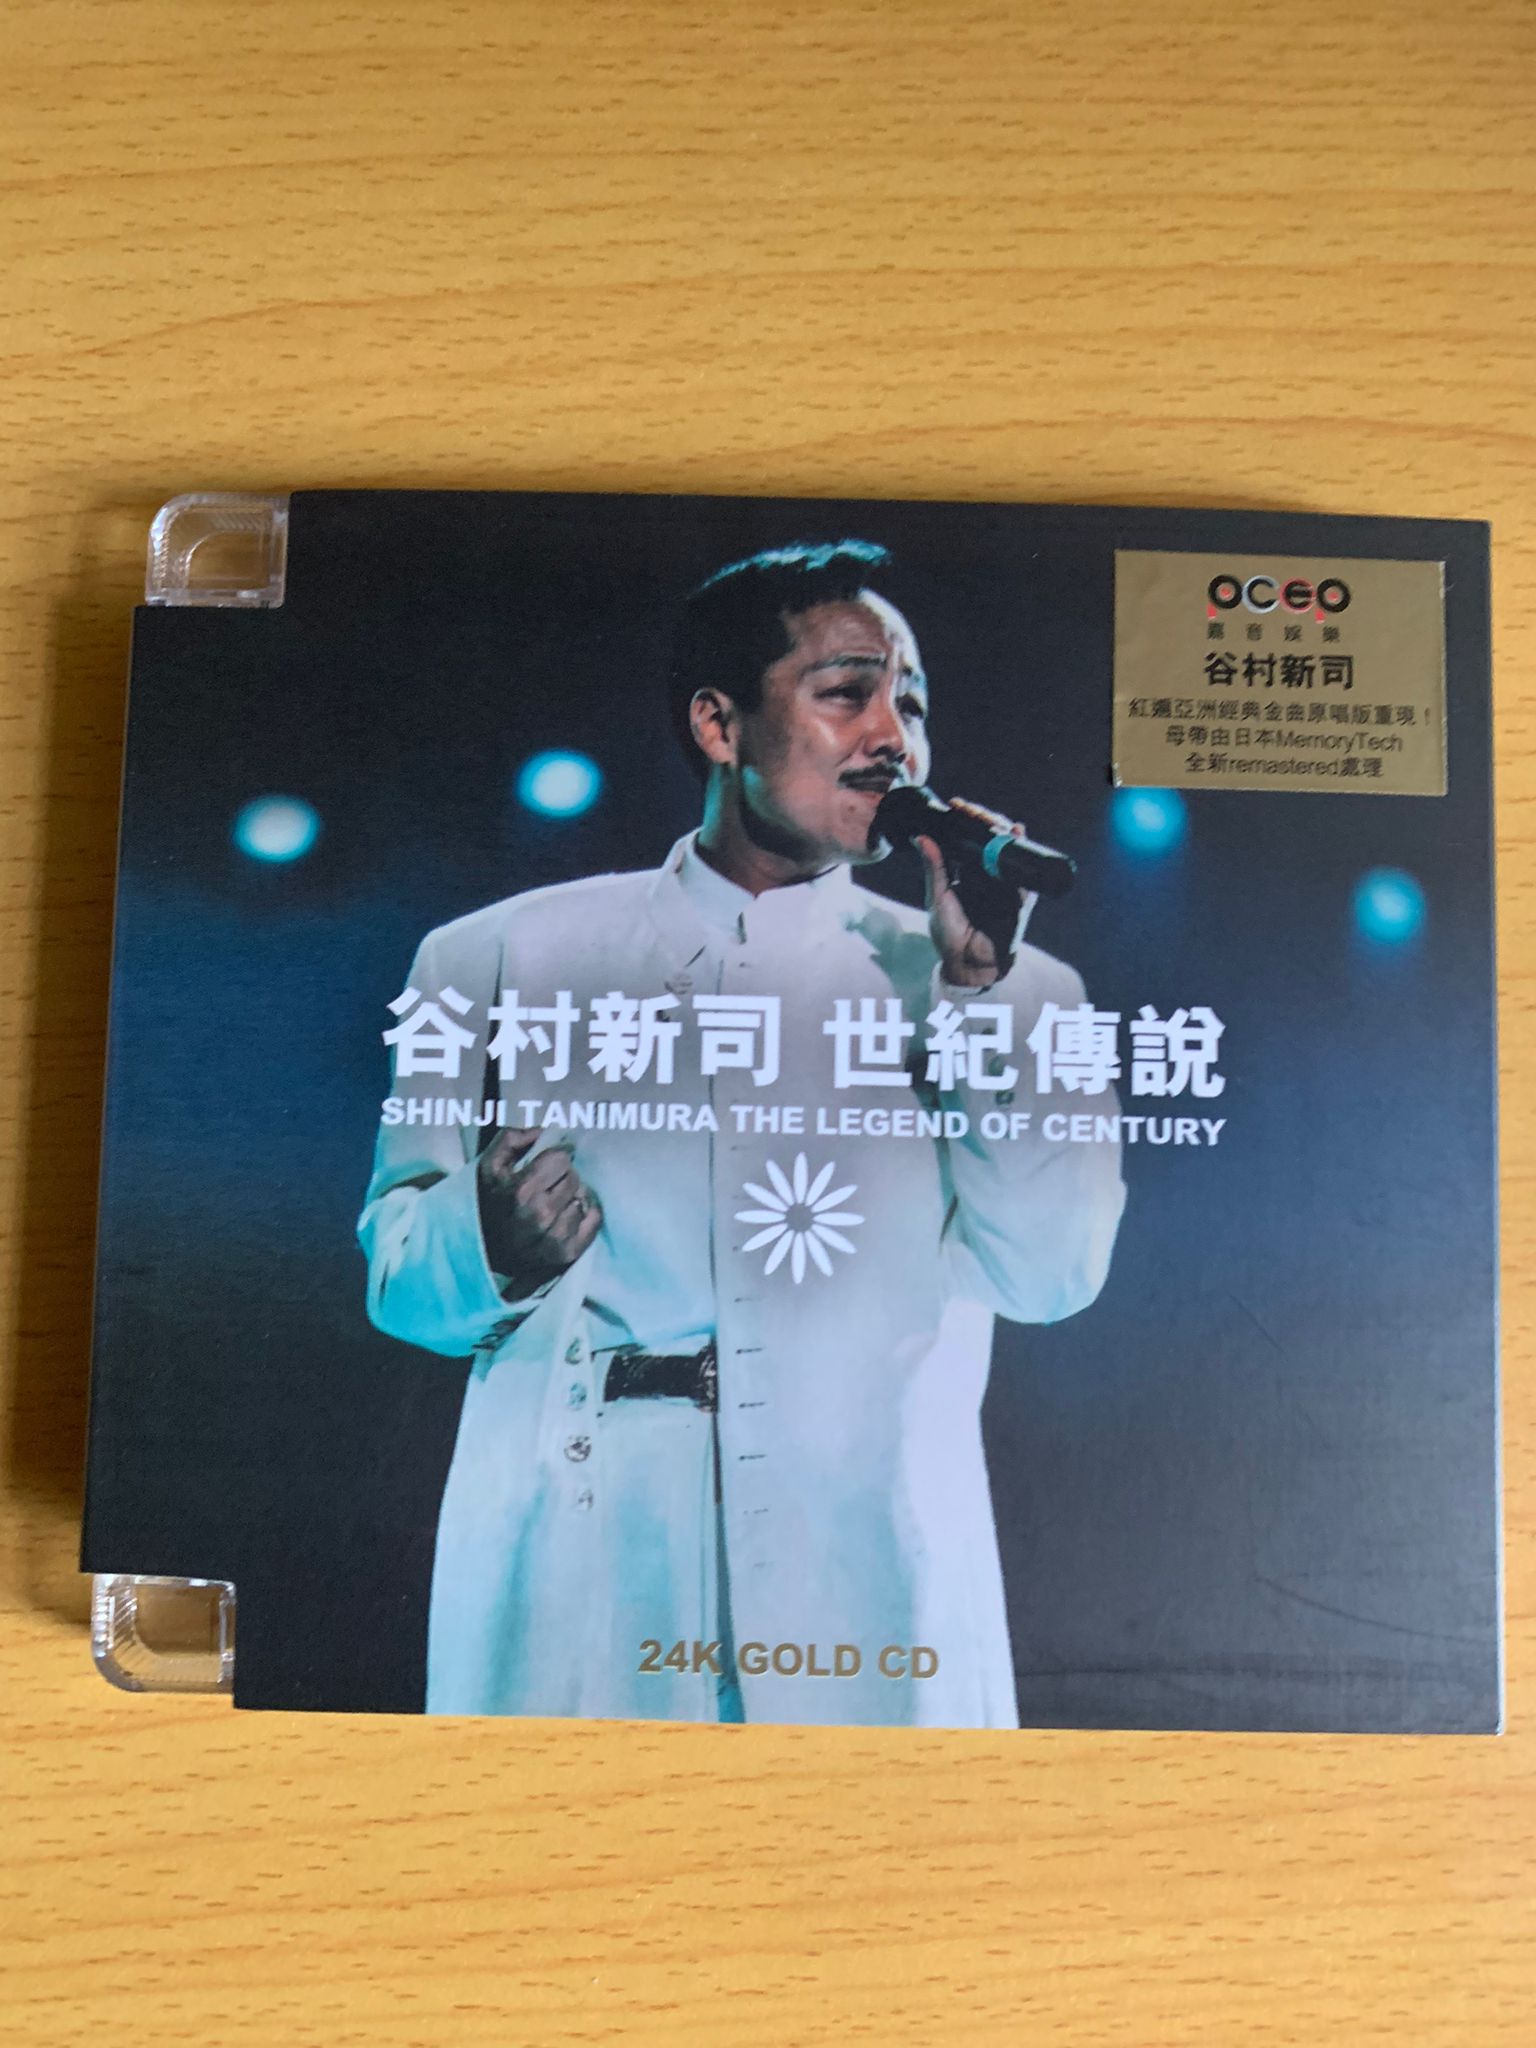 pcep
嘉音娛樂
谷村新司
紅遍亞洲經典金曲原唱版重現！
母帶由日本MemoryTech
全新remastered處理
谷村新司 世紀傳說
SHINJI TANIMURA THE LEGEND OF CENTURY
24K GOLD CD